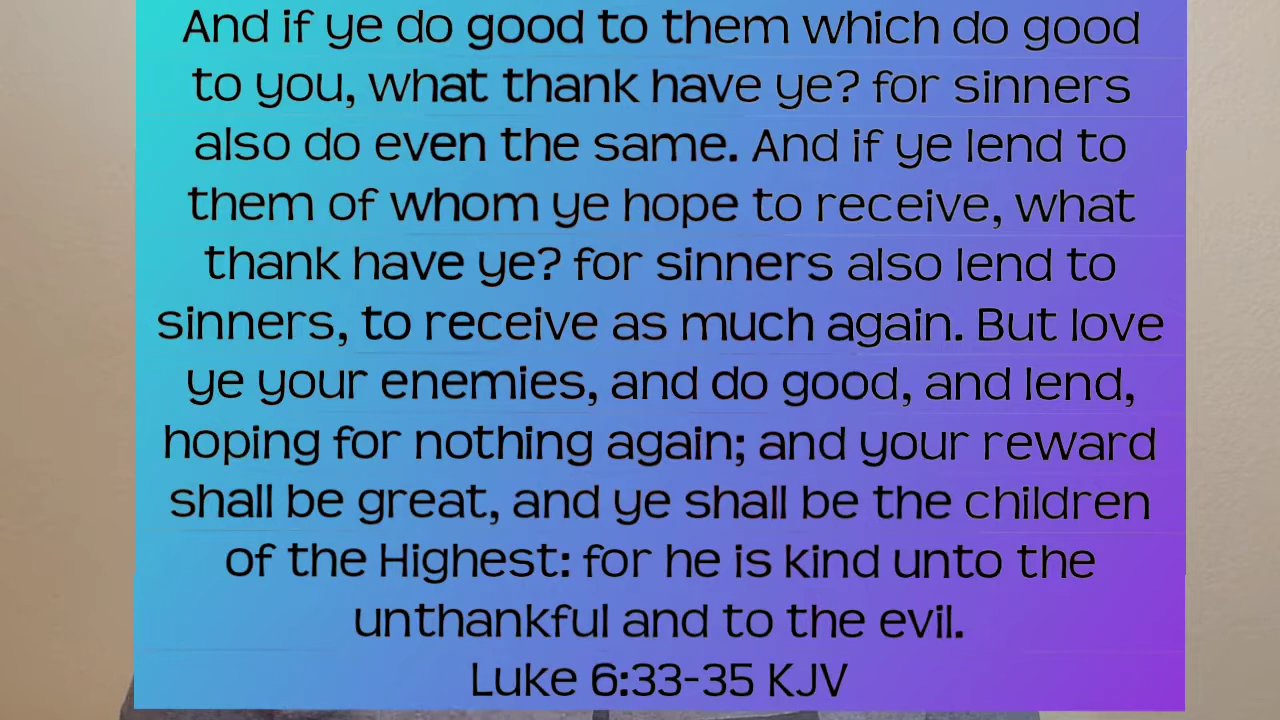 And if ye do good to them which do good
to you, what thank have ye? for sinners
also do even the same. And if ye lend to
them of whom ye hope to receive, what
thank have ye? for sinners also lend to
sinners, to receive as much again. But love
ye your enemies, and do good, and lend,
hoping for nothing again; and your reward
shall be great, and ye shall be the children
of the Highest: for he is kind unto the
unthankful and to the evil.
Luke 6:33-35 KJV